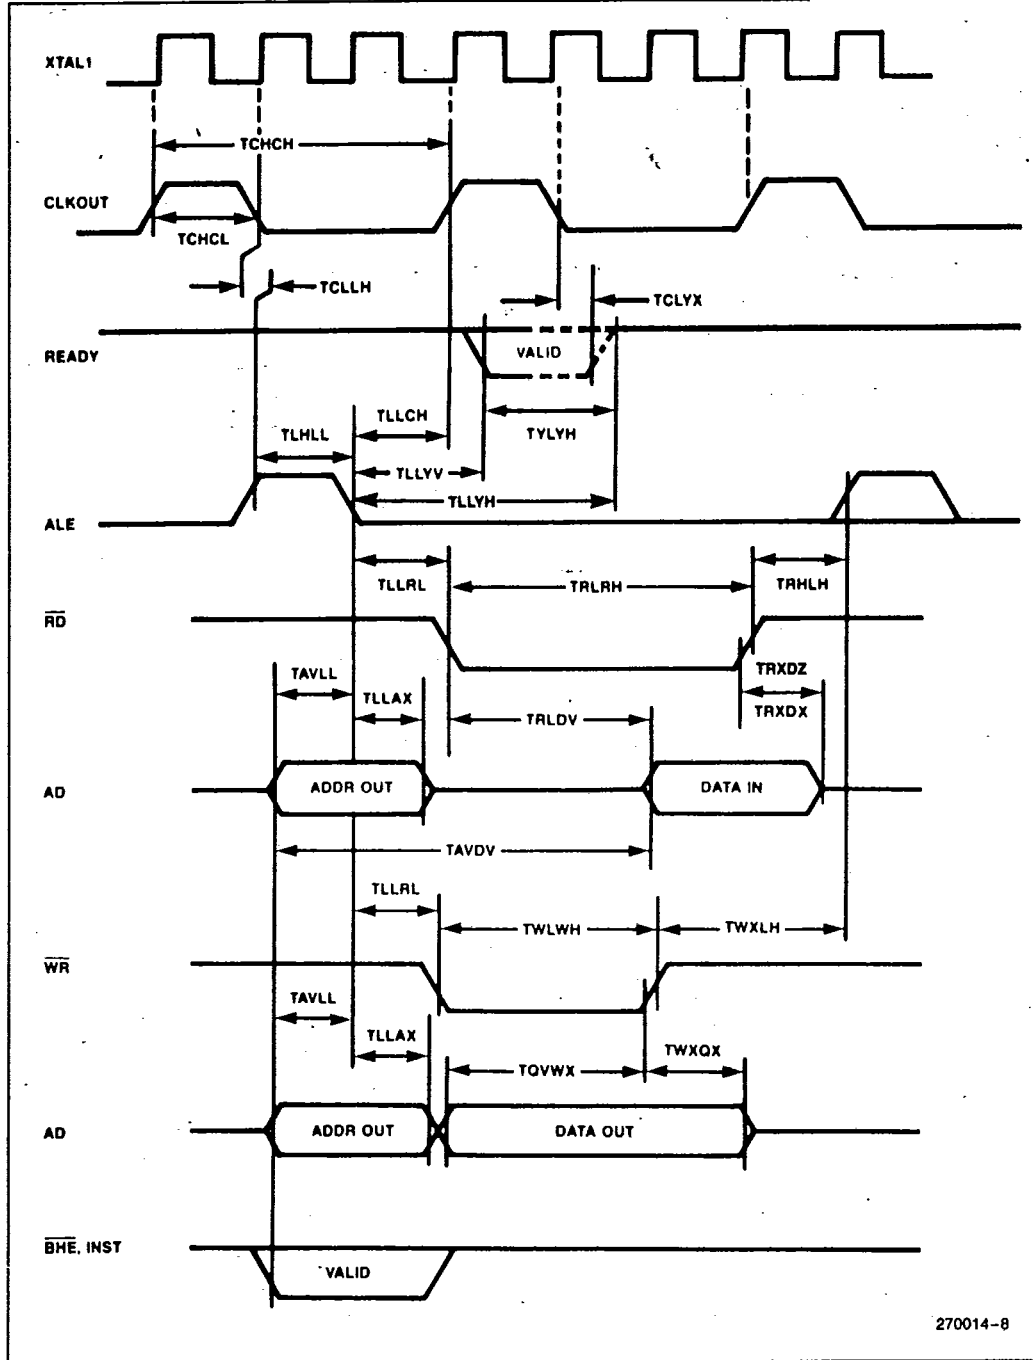 XTAL1
TCHCH
CLKOUT
TCHCL
TCLLH
TCLYX
READY
VALID
TLLCH
TYLYH
TLHLL
TLLYV
TLLYH
ALE
TLLRL
TRLRH
TRHLH
RD
TAVLL
TRXDZ
TLLAX
TRLDV
TRXDX
AD
ADDR OUT
DATA IN
TAVDV
TLLRL
TWLWH
TWXLH
WR
TAVLL
TLLAX
TQVWX
TWXQX
AD
ADDR OUT
DATA OUT
BHE, INST
VALID
270014-8